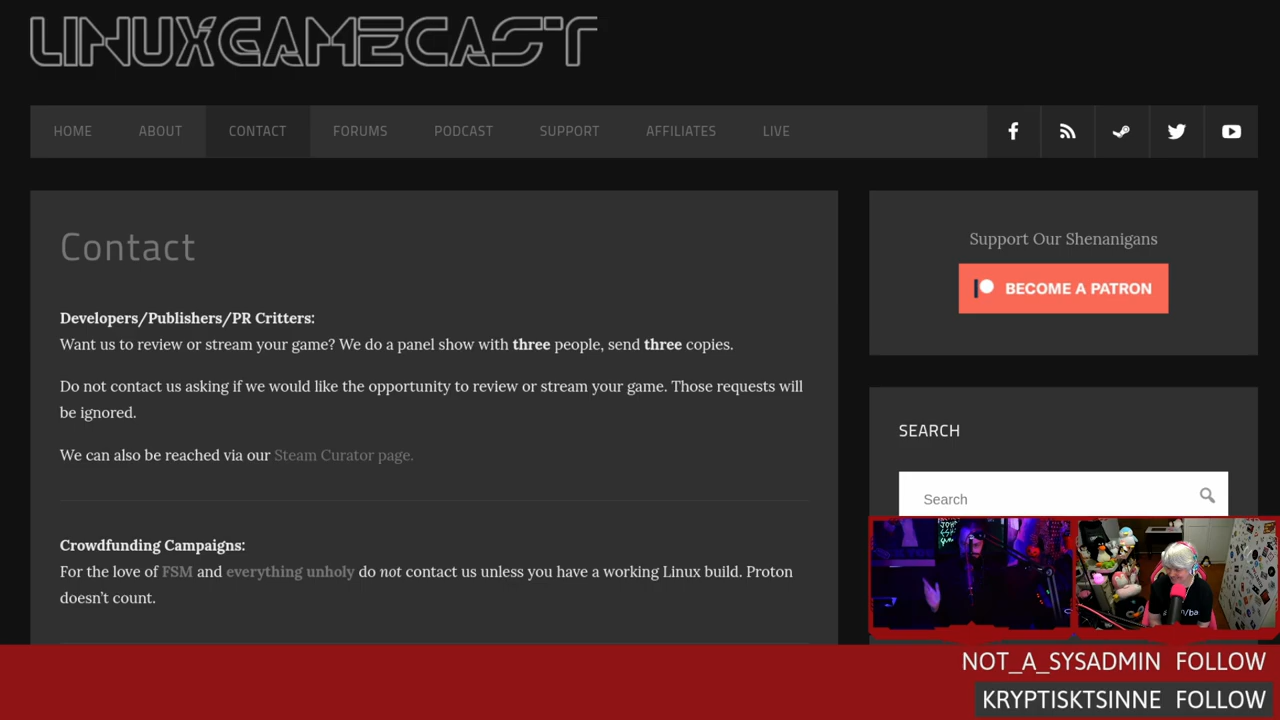 LINUXGAMECAST
HOME ABOUT CONTACT FORUMS PODCAST SUPPORT AFFILIATES LIVE
Contact
Developers/Publishers/PR Critters:
Want us to review or stream your game? We do a panel show with three people, send three copies.
Do not contact us asking if we would like the opportunity to review or stream your game. Those requests will
be ignored.
We can also be reached via our Steam Curator page.
Crowdfunding Campaigns:
For the love of FSM and everything unholy do not contact us unless you have a working Linux build. Proton
doesn't count.
Support Our Shenanigans
BECOME A PATRON
SEARCH
Search
NOT_A_SYSADMIN FOLLOW
KRYPTISKTSINNE FOLLOW